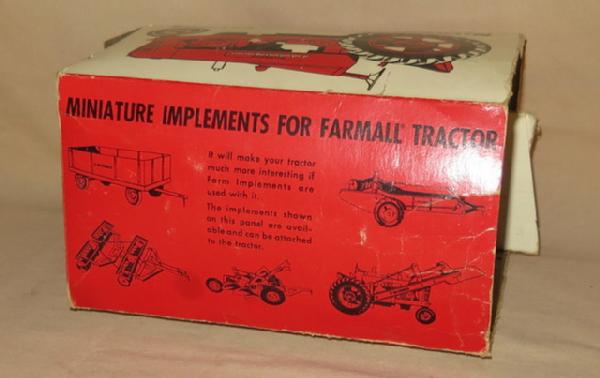 MINIATURE IMPLEMENTS FOR FARMALL TRACTOR
It will make your tractor
much more interesting if
Farm Implements are
used with it.
The implements shown
on this panel are avail-
able and can be attached
to the tractor.